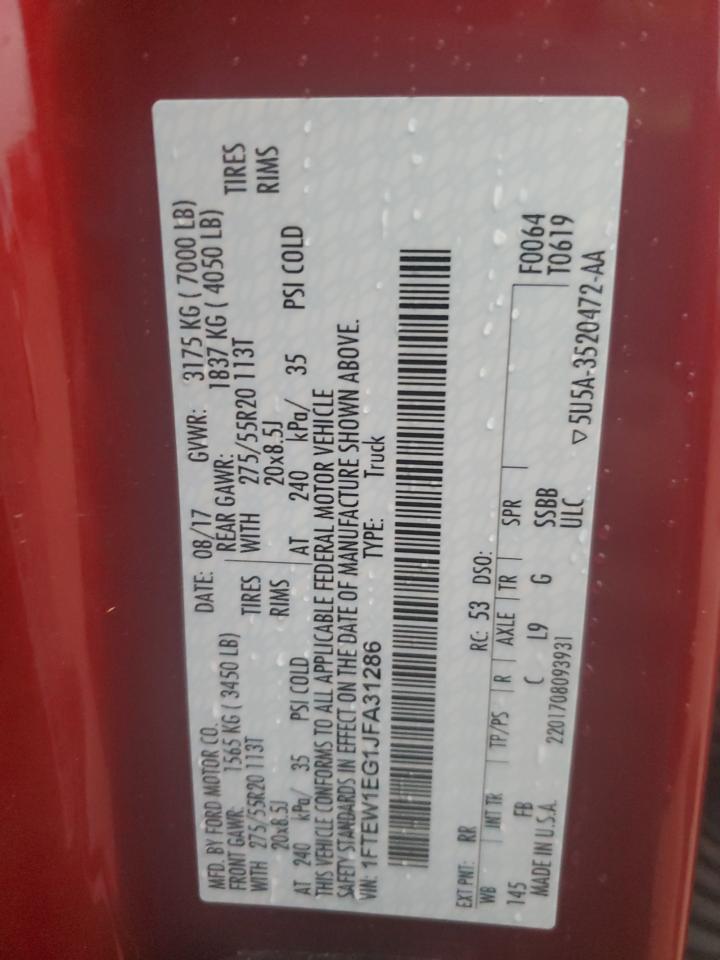 MFD. BY FORD MOTOR CO. DATE: 08/17 GVWR: 3175 KG ( 7000 LB)
FRONT GAWR: 1565 KG ( 3450 LB) REAR GAWR: 1837 KG ( 4050 LB)
WITH 275/55R20 113T TIRES WITH 275/55R20 113T TIRES
20x8.5J RIMS 20x8.5J RIMS
AT 240 kPa/ 35 PSI COLD AT 240 kPa/ 35 PSI COLD
THIS VEHICLE CONFORMS TO ALL APPLICABLE FEDERAL MOTOR VEHICLE
SAFETY STANDARDS IN EFFECT ON THE DATE OF MANUFACTURE SHOWN ABOVE.
VIN: 1FTEW1EG1JFA31286 TYPE: Truck
EXT PNT: RR RC: 53 DSO:
WB INT TR TP/PS R AXLE TR SPR F0064
145 FB C L9 G SSBB T0619
MADE IN U.S.A. 2201708093931 ULC ▽ 5U5A-3520472-AA